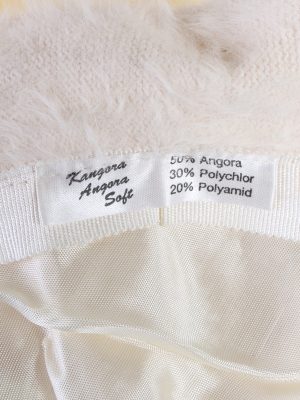 Kangora
Angora
Soft
50% Angora
30% Polychlor
20% Polyamid